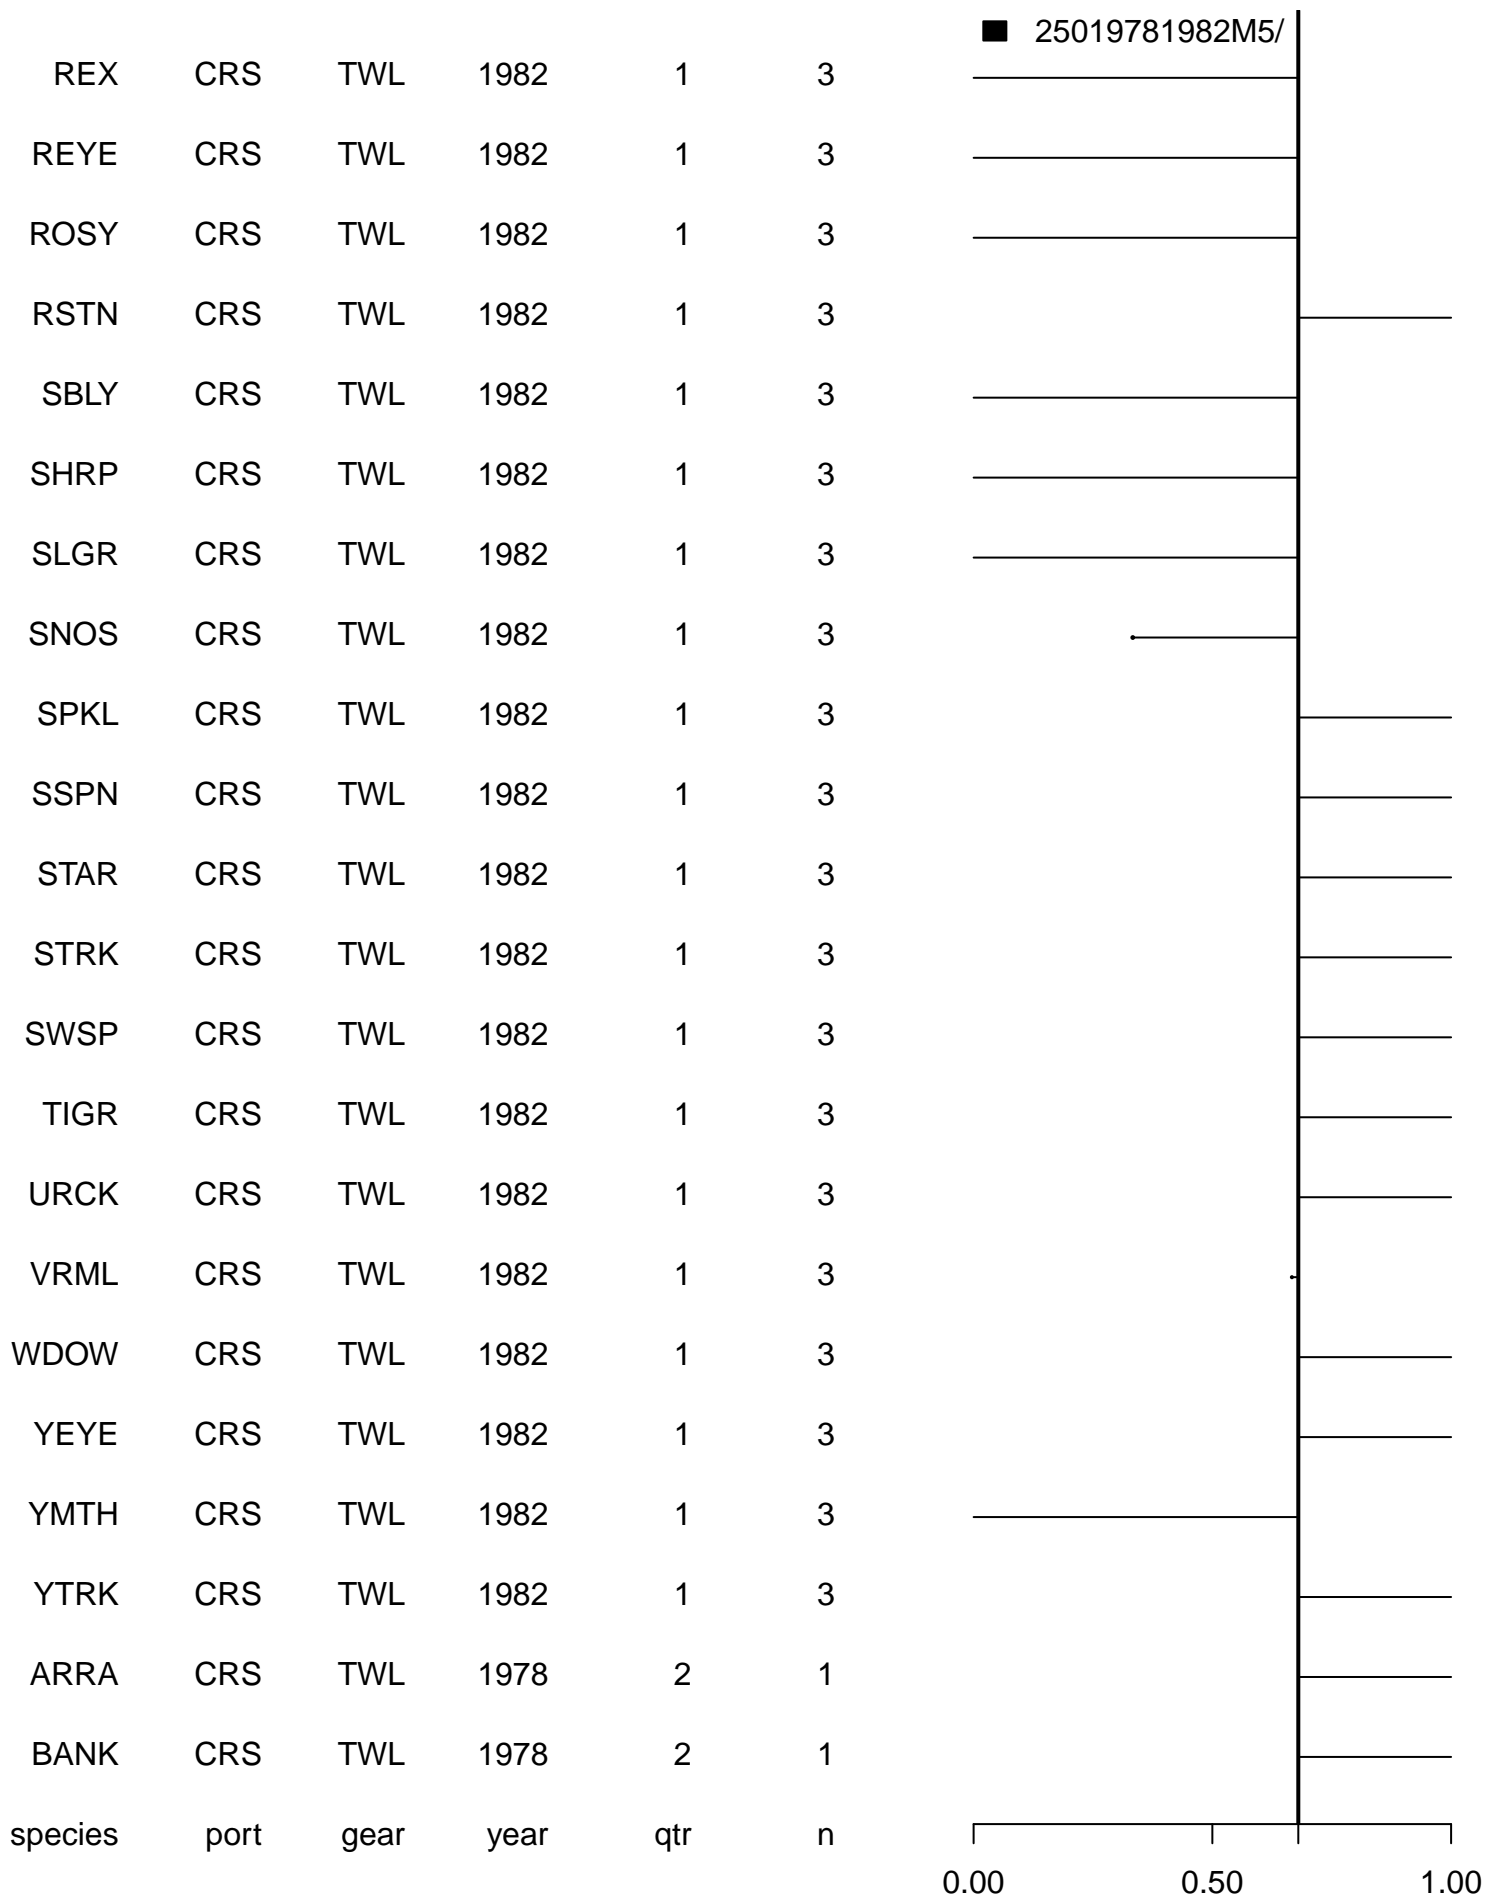 25019781982M5/
REX CRS TWL 1982 1 3
REYE CRS TWL 1982 1 3
ROSY CRS TWL 1982 1 3
RSTN CRS TWL 1982 1 3
SBLY CRS TWL 1982 1 3
SHRP CRS TWL 1982 1 3
SLGR CRS TWL 1982 1 3
SNOS CRS TWL 1982 1 3
SPKL CRS TWL 1982 1 3
SSPN CRS TWL 1982 1 3
STAR CRS TWL 1982 1 3
STRK CRS TWL 1982 1 3
SWSP CRS TWL 1982 1 3
TIGR CRS TWL 1982 1 3
URCK CRS TWL 1982 1 3
VRML CRS TWL 1982 1 3
WDOW CRS TWL 1982 1 3
YEYE CRS TWL 1982 1 3
YMTH CRS TWL 1982 1 3
YTRK CRS TWL 1982 1 3
ARRA CRS TWL 1978 2 1
BANK CRS TWL 1978 2 1
species port gear year qtr n
0.00 0.50 1.00